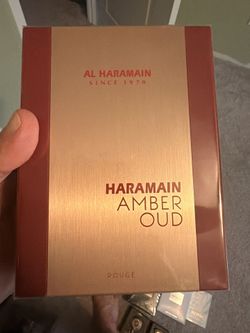 AL HARAMAIN
SINCE 1970
HARAMAIN
AMBER
OUD
ROUGE